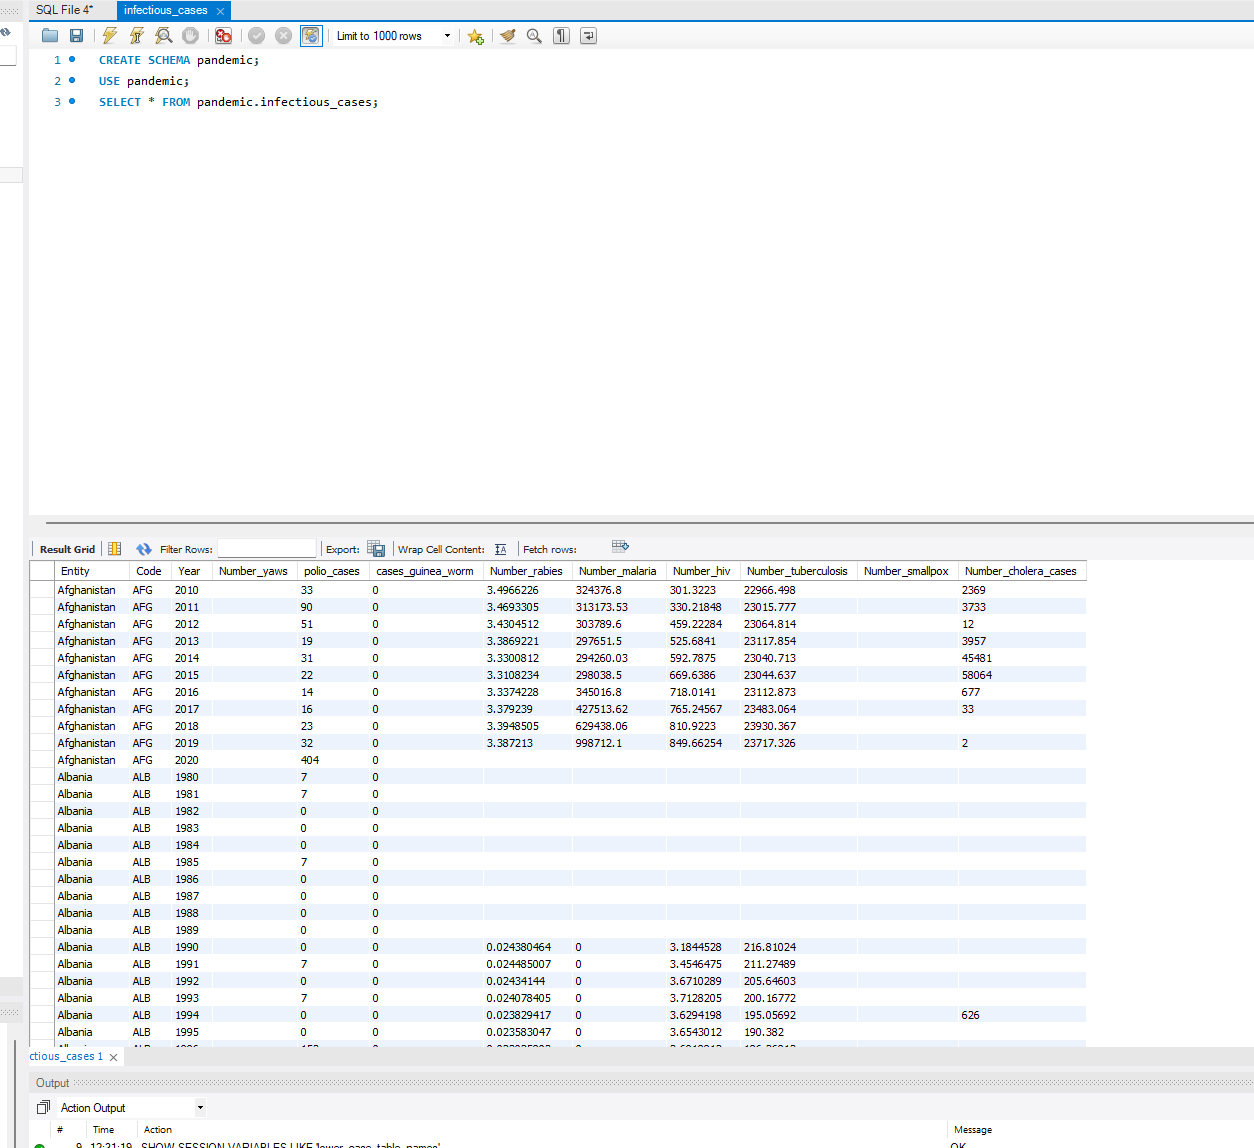 SQL File 4* infectious_cases
Limit to 1000 rows
1 CREATE SCHEMA pandemic;
2 USE pandemic;
3 SELECT * FROM pandemic.infectious_cases;
Result Grid Filter Rows: Export: Wrap Cell Content: Fetch rows:
Entity Code Year Number_yaws polio_cases cases_guinea_worm Number_rabies Number_malaria Number_hiv Number_tuberculosis Number_smallpox Number_cholera_cases
Afghanistan AFG 2010 33 0 3.4966226 324376.8 301.3223 22966.498 2369
Afghanistan AFG 2011 90 0 3.4693305 313173.53 330.21848 23015.777 3733
Afghanistan AFG 2012 51 0 3.4304512 303789.6 459.22284 23064.814 12
Afghanistan AFG 2013 19 0 3.3869221 297651.5 525.6841 23117.854 3957
Afghanistan AFG 2014 31 0 3.3300812 294260.03 592.7875 23040.713 45481
Afghanistan AFG 2015 22 0 3.3108234 298038.5 669.6386 23044.637 58064
Afghanistan AFG 2016 14 0 3.3374228 345016.8 718.0141 23112.873 677
Afghanistan AFG 2017 16 0 3.379239 427513.62 765.24567 23483.064 33
Afghanistan AFG 2018 23 0 3.3948505 629438.06 810.9223 23930.367
Afghanistan AFG 2019 32 0 3.387213 998712.1 849.66254 23717.326 2
Afghanistan AFG 2020 404 0
Albania ALB 1980 7 0
Albania ALB 1981 7 0
Albania ALB 1982 0 0
Albania ALB 1983 0 0
Albania ALB 1984 0 0
Albania ALB 1985 7 0
Albania ALB 1986 0 0
Albania ALB 1987 0 0
Albania ALB 1988 0 0
Albania ALB 1989 0 0
Albania ALB 1990 0 0 0.024380464 0 3.1844528 216.81024
Albania ALB 1991 7 0 0.024485007 0 3.4546475 211.27489
Albania ALB 1992 0 0 0.02434144 0 3.6710289 205.64603
Albania ALB 1993 7 0 0.024078405 0 3.7128205 200.16772
Albania ALB 1994 0 0 0.023829417 0 3.6294198 195.05692 626
Albania ALB 1995 0 0 0.023583047 0 3.6543012 190.382
ctious_cases 1
Output
Action Output
# Time Action Message
9 12:31:19 SHOW SESSION VARIABLES LIKE 'lower_case_table_names' OK